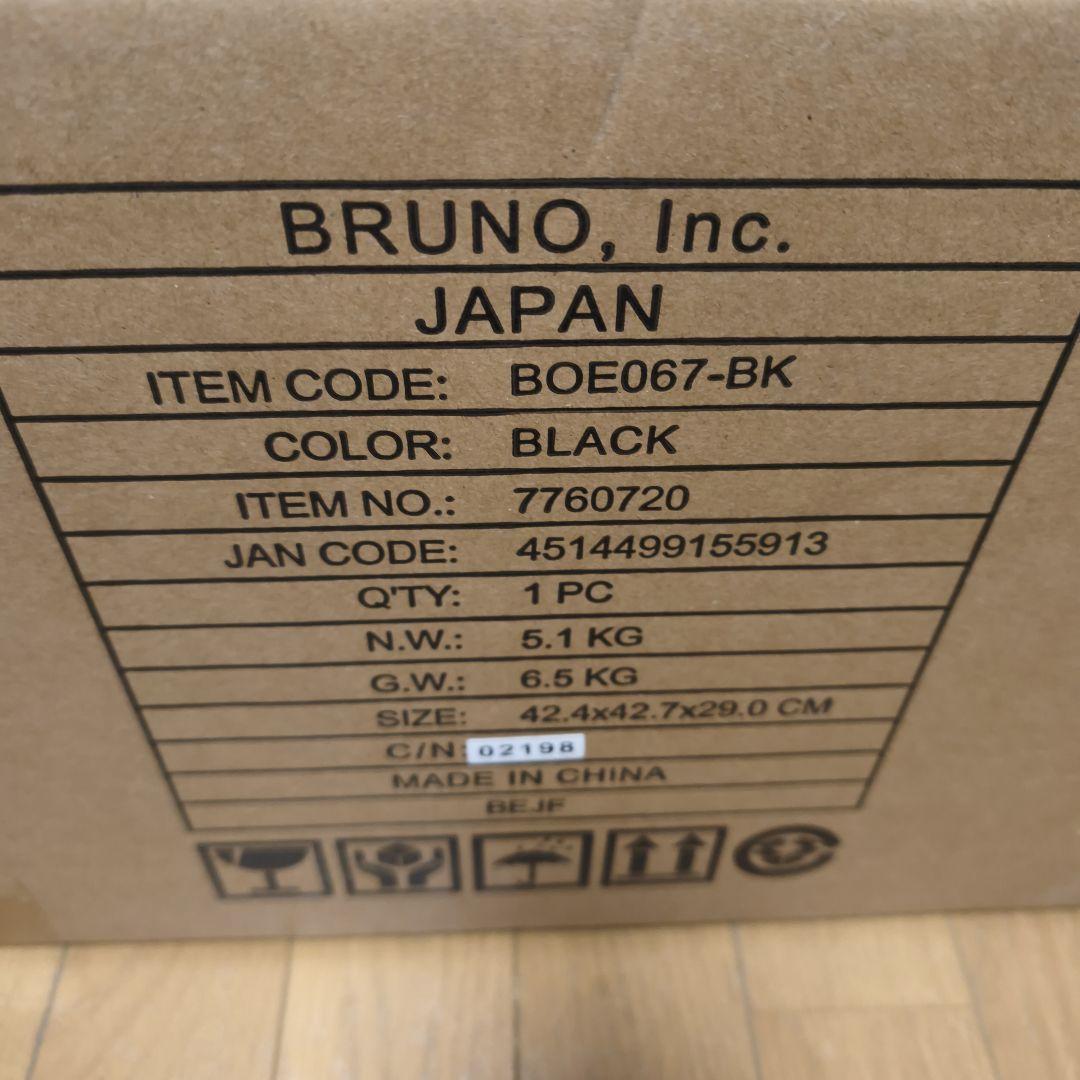 BRUNO, Inc.
JAPAN
ITEM CODE: BOE067-BK
COLOR: BLACK
ITEM NO.: 7760720
JAN CODE: 4514499155913
Q'TY: 1 PC
N.W.: 5.1 KG
G.W.: 6.5 KG
SIZE: 42.4x42.7x29.0 CM
C/N: 02198
MADE IN CHINA
BEJF